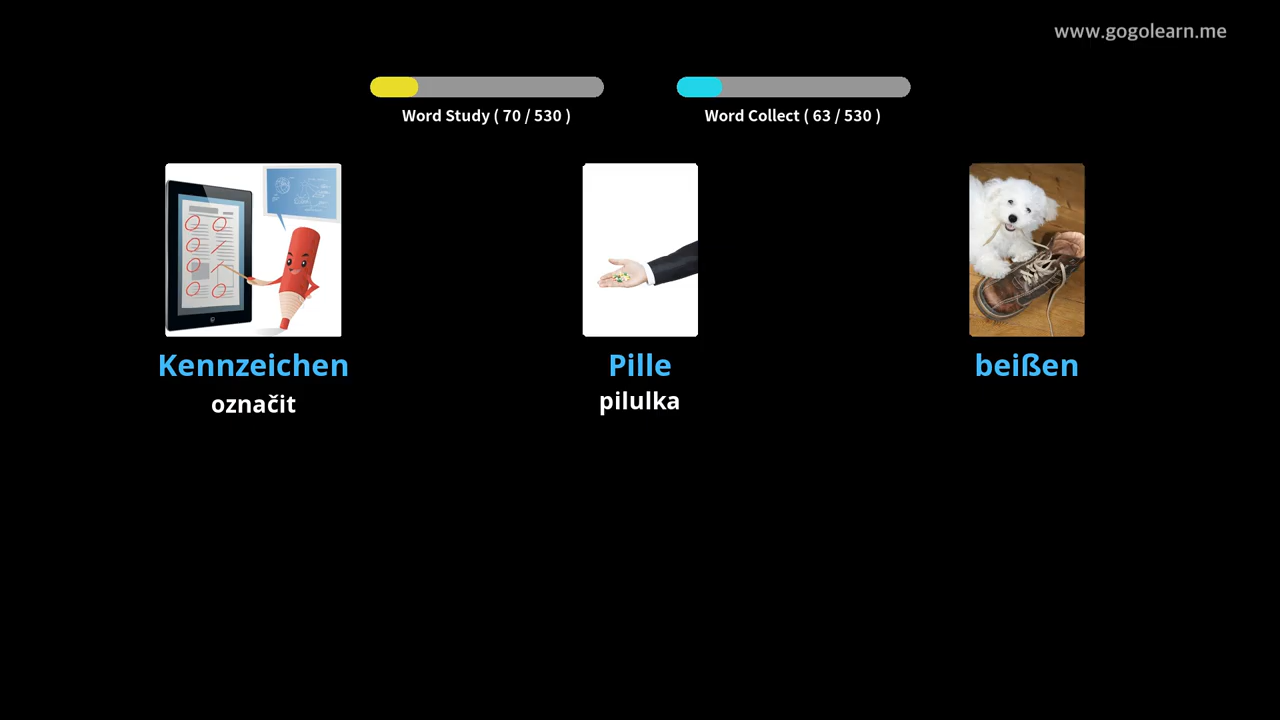 www.gogolearn.me
Word Study ( 70 / 530 )
Word Collect ( 63 / 530 )
Kennzeichen
Pille
beißen
označit
pilulka